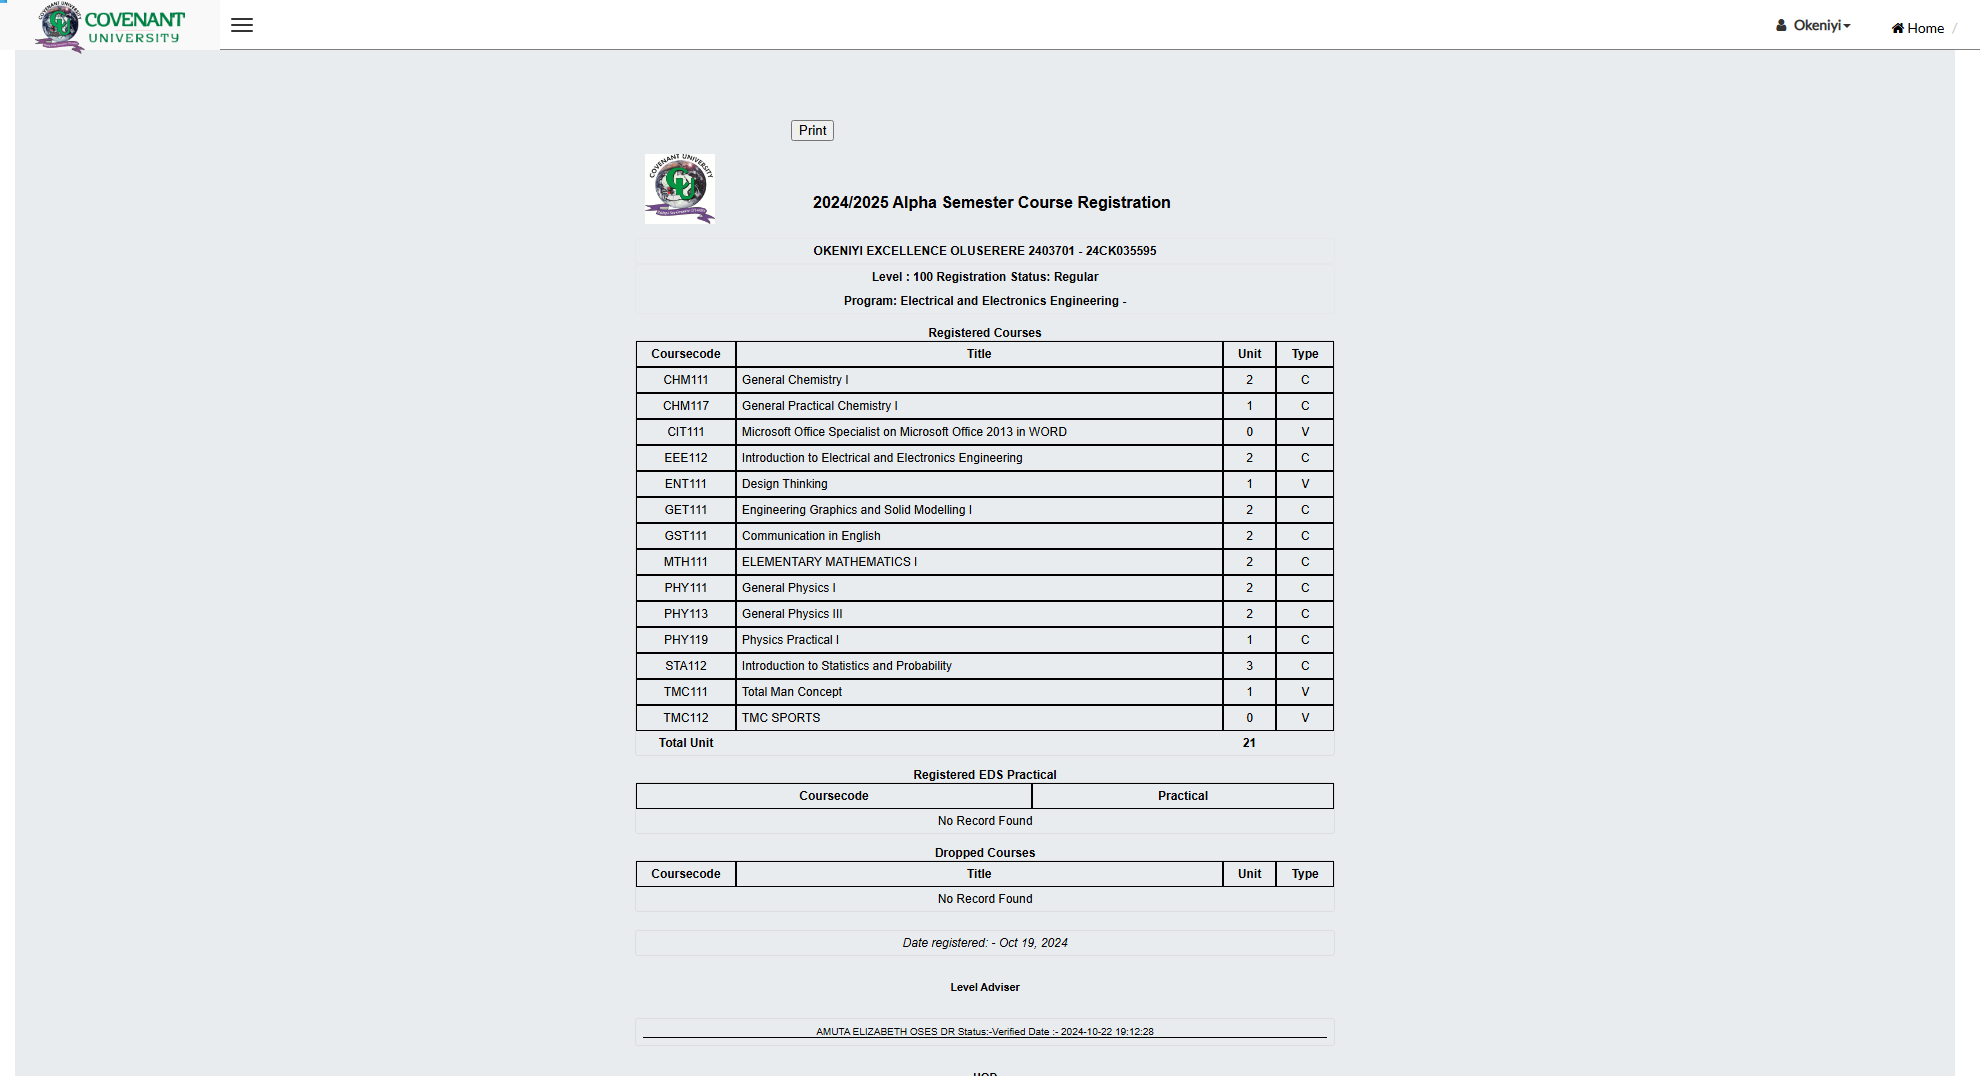 COVENANT
UNIVERSITY
Okeniyi
Home /
Print
COVENANT UNIVERSITY
2024/2025 Alpha Semester Course Registration
OKENIYI EXCELLENCE OLUSERERE 2403701 - 24CK035595
Level : 100 Registration Status: Regular
Program: Electrical and Electronics Engineering -
Registered Courses
Coursecode Title Unit Type
CHM111 General Chemistry I 2 C
CHM117 General Practical Chemistry I 1 C
CIT111 Microsoft Office Specialist on Microsoft Office 2013 in WORD 0 V
EEE112 Introduction to Electrical and Electronics Engineering 2 C
ENT111 Design Thinking 1 V
GET111 Engineering Graphics and Solid Modelling I 2 C
GST111 Communication in English 2 C
MTH111 ELEMENTARY MATHEMATICS I 2 C
PHY111 General Physics I 2 C
PHY113 General Physics III 2 C
PHY119 Physics Practical I 1 C
STA112 Introduction to Statistics and Probability 3 C
TMC111 Total Man Concept 1 V
TMC112 TMC SPORTS 0 V
Total Unit 21
Registered EDS Practical
Coursecode Practical
No Record Found
Dropped Courses
Coursecode Title Unit Type
No Record Found
Date registered: - Oct 19, 2024
Level Adviser
AMUTA ELIZABETH OSES DR Status:-Verified Date :- 2024-10-22 19:12:28